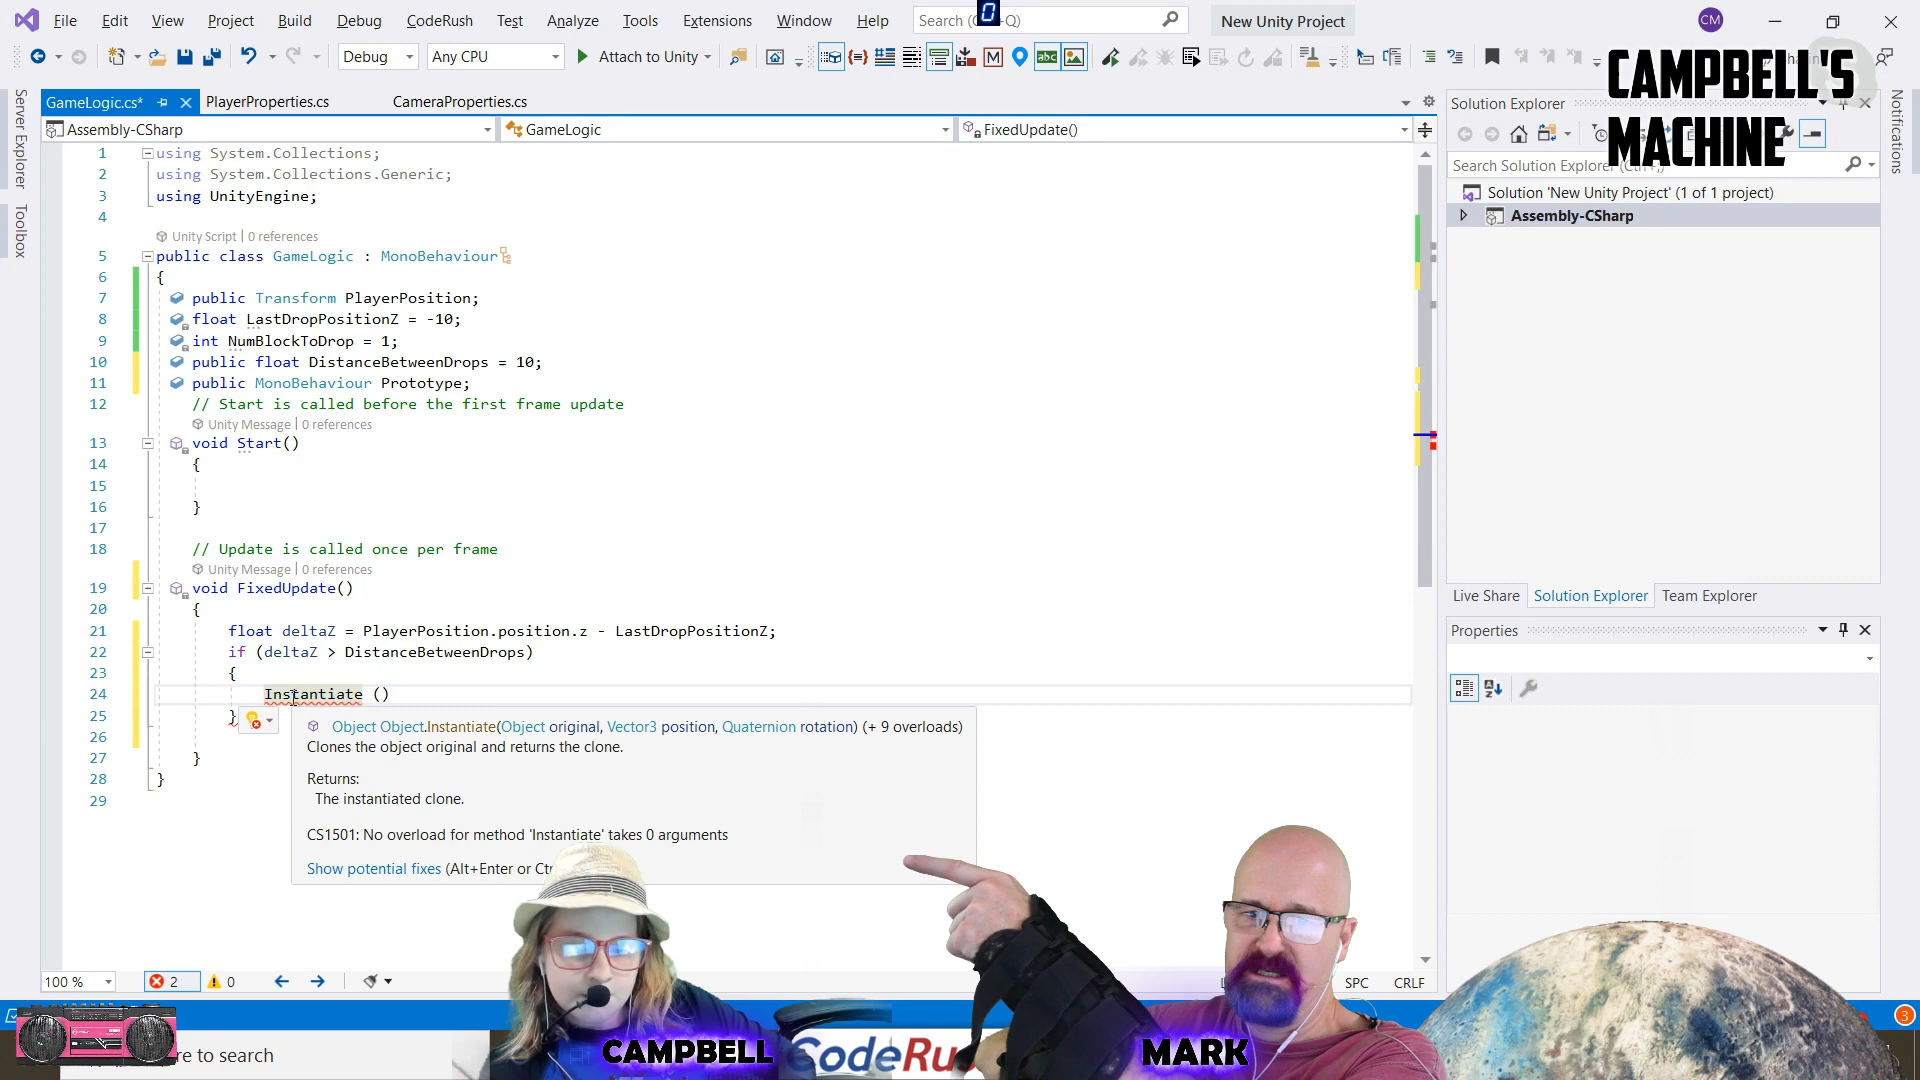 File Edit View Project Build Debug CodeRush Test Analyze Tools Extensions Window Help
New Unity Project
CM
0
Debug Any CPU Attach to Unity
CAMPBELL'S
MACHINE
GameLogic.cs* PlayerProperties.cs CameraProperties.cs
Assembly-CSharp GameLogic FixedUpdate()
Server Explorer
Toolbox
1 using System.Collections;
2 using System.Collections.Generic;
3 using UnityEngine;
4
Unity Script | 0 references
5 public class GameLogic : MonoBehaviour
6 {
7 public Transform PlayerPosition;
8 float LastDropPositionZ = -10;
9 int NumBlockToDrop = 1;
10 public float DistanceBetweenDrops = 10;
11 public MonoBehaviour Prototype;
12 // Start is called before the first frame update
Unity Message | 0 references
13 void Start()
14 {
15
16 }
17
18 // Update is called once per frame
Unity Message | 0 references
19 void FixedUpdate()
20 {
21 float deltaZ = PlayerPosition.position.z - LastDropPositionZ;
22 if (deltaZ > DistanceBetweenDrops)
23 {
24 Instantiate ()
25 }
26
27 }
28 }
29
Object Object.Instantiate(Object original, Vector3 position, Quaternion rotation) (+ 9 overloads)
Clones the object original and returns the clone.
Returns:
The instantiated clone.
CS1501: No overload for method 'Instantiate' takes 0 arguments
Show potential fixes (Alt+Enter or
100 % 2 0
SPC CRLF
Solution Explorer
Search Solution Explorer
Solution 'New Unity Project' (1 of 1 project)
Assembly-CSharp
Live Share Solution Explorer Team Explorer
Properties
Notifications
to search
CAMPBELL
MARK
3